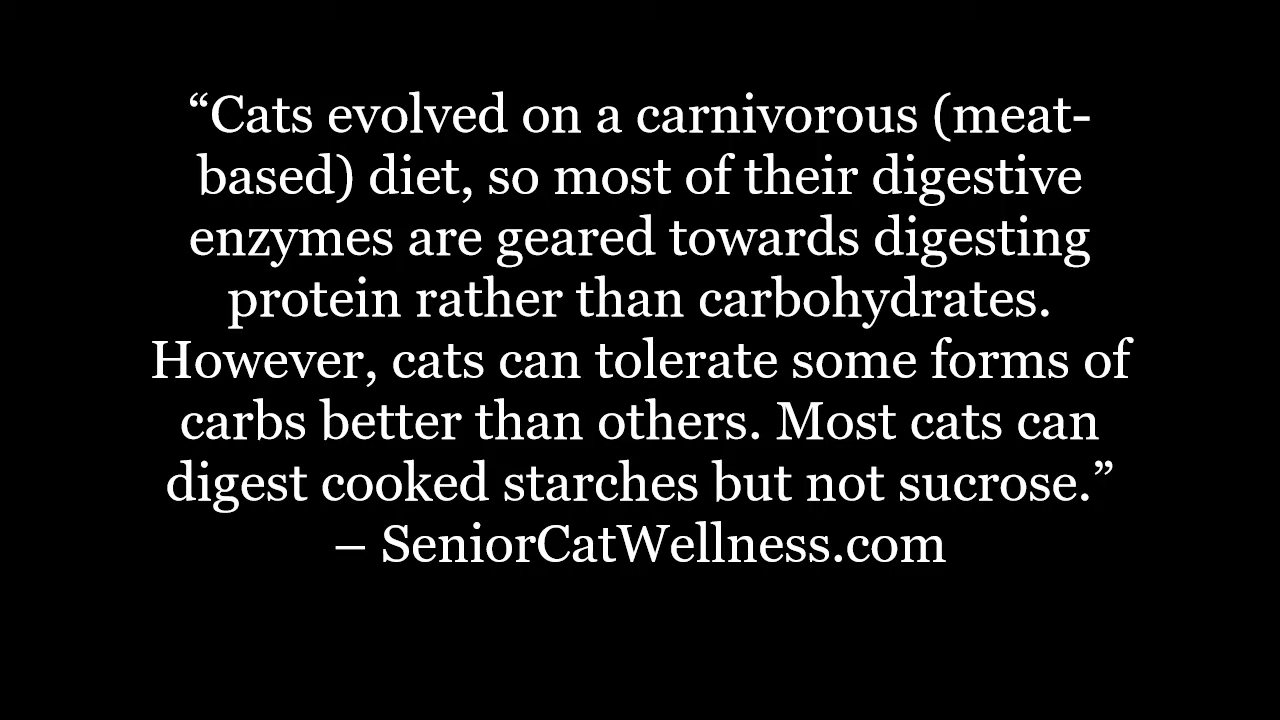 “Cats evolved on a carnivorous (meat-
based) diet, so most of their digestive
enzymes are geared towards digesting
protein rather than carbohydrates.
However, cats can tolerate some forms of
carbs better than others. Most cats can
digest cooked starches but not sucrose.”
– SeniorCatWellness.com